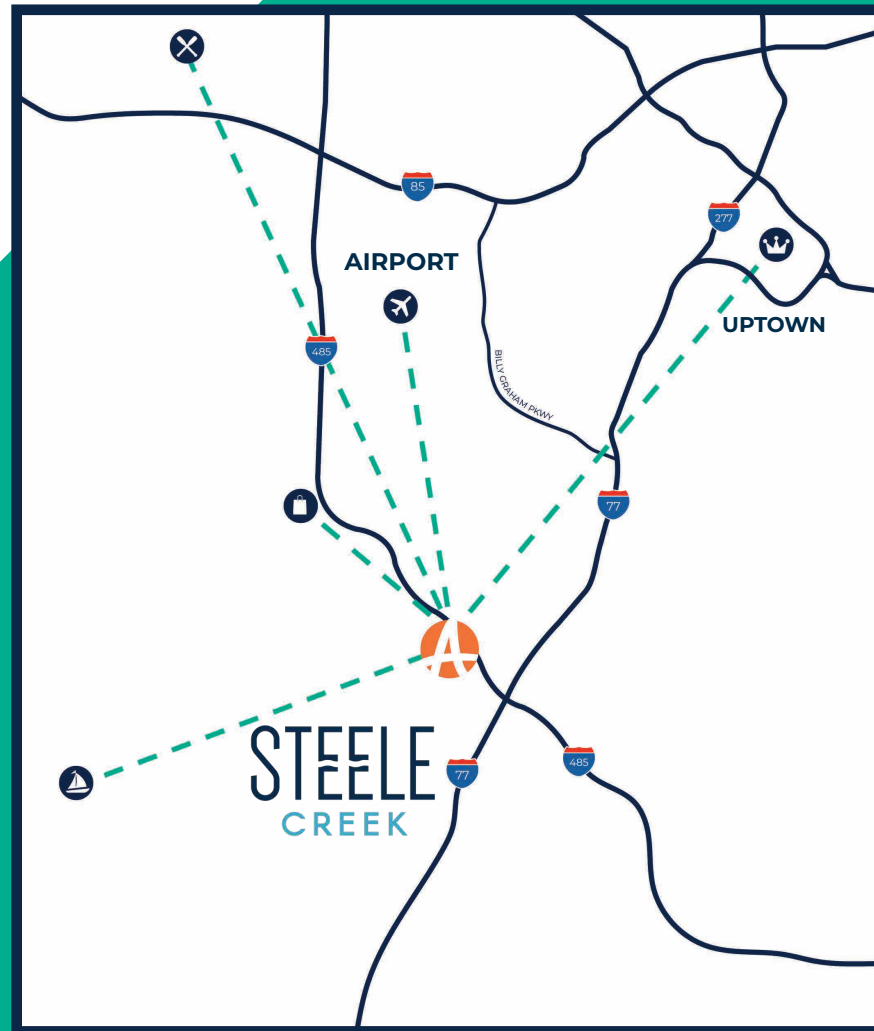 85
277
AIRPORT
UPTOWN
485
BILLY GRAHAM PKWY
77
A
STEELE
CREEK
77
485